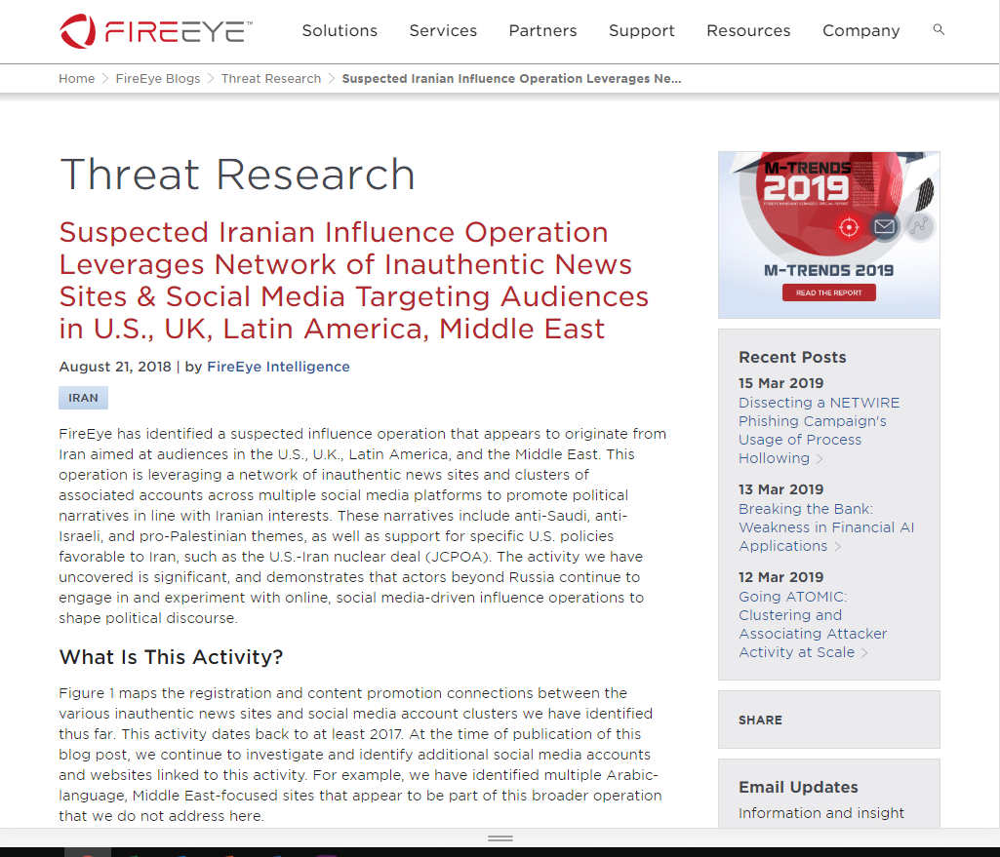 FIREEYE™
Solutions
Services
Partners
Support
Resources
Company
Home > FireEye Blogs > Threat Research > Suspected Iranian Influence Operation Leverages Ne...
Threat Research
Suspected Iranian Influence Operation
Leverages Network of Inauthentic News
Sites & Social Media Targeting Audiences
in U.S., UK, Latin America, Middle East
August 21, 2018 | by FireEye Intelligence
IRAN
FireEye has identified a suspected influence operation that appears to originate from
Iran aimed at audiences in the U.S., U.K., Latin America, and the Middle East. This
operation is leveraging a network of inauthentic news sites and clusters of
associated accounts across multiple social media platforms to promote political
narratives in line with Iranian interests. These narratives include anti-Saudi, anti-
Israeli, and pro-Palestinian themes, as well as support for specific U.S. policies
favorable to Iran, such as the U.S.-Iran nuclear deal (JCPOA). The activity we have
uncovered is significant, and demonstrates that actors beyond Russia continue to
engage in and experiment with online, social media-driven influence operations to
shape political discourse.
What Is This Activity?
Figure 1 maps the registration and content promotion connections between the
various inauthentic news sites and social media account clusters we have identified
thus far. This activity dates back to at least 2017. At the time of publication of this
blog post, we continue to investigate and identify additional social media accounts
and websites linked to this activity. For example, we have identified multiple Arabic-
language, Middle East-focused sites that appear to be part of this broader operation
that we do not address here.
M-TRENDS
2019
FIREEYE MANDIANT SERVICES | SPECIAL REPORT
M-TRENDS 2019
READ THE REPORT
Recent Posts
15 Mar 2019
Dissecting a NETWIRE
Phishing Campaign's
Usage of Process
Hollowing >
13 Mar 2019
Breaking the Bank:
Weakness in Financial AI
Applications >
12 Mar 2019
Going ATOMIC:
Clustering and
Associating Attacker
Activity at Scale >
SHARE
Email Updates
Information and insight